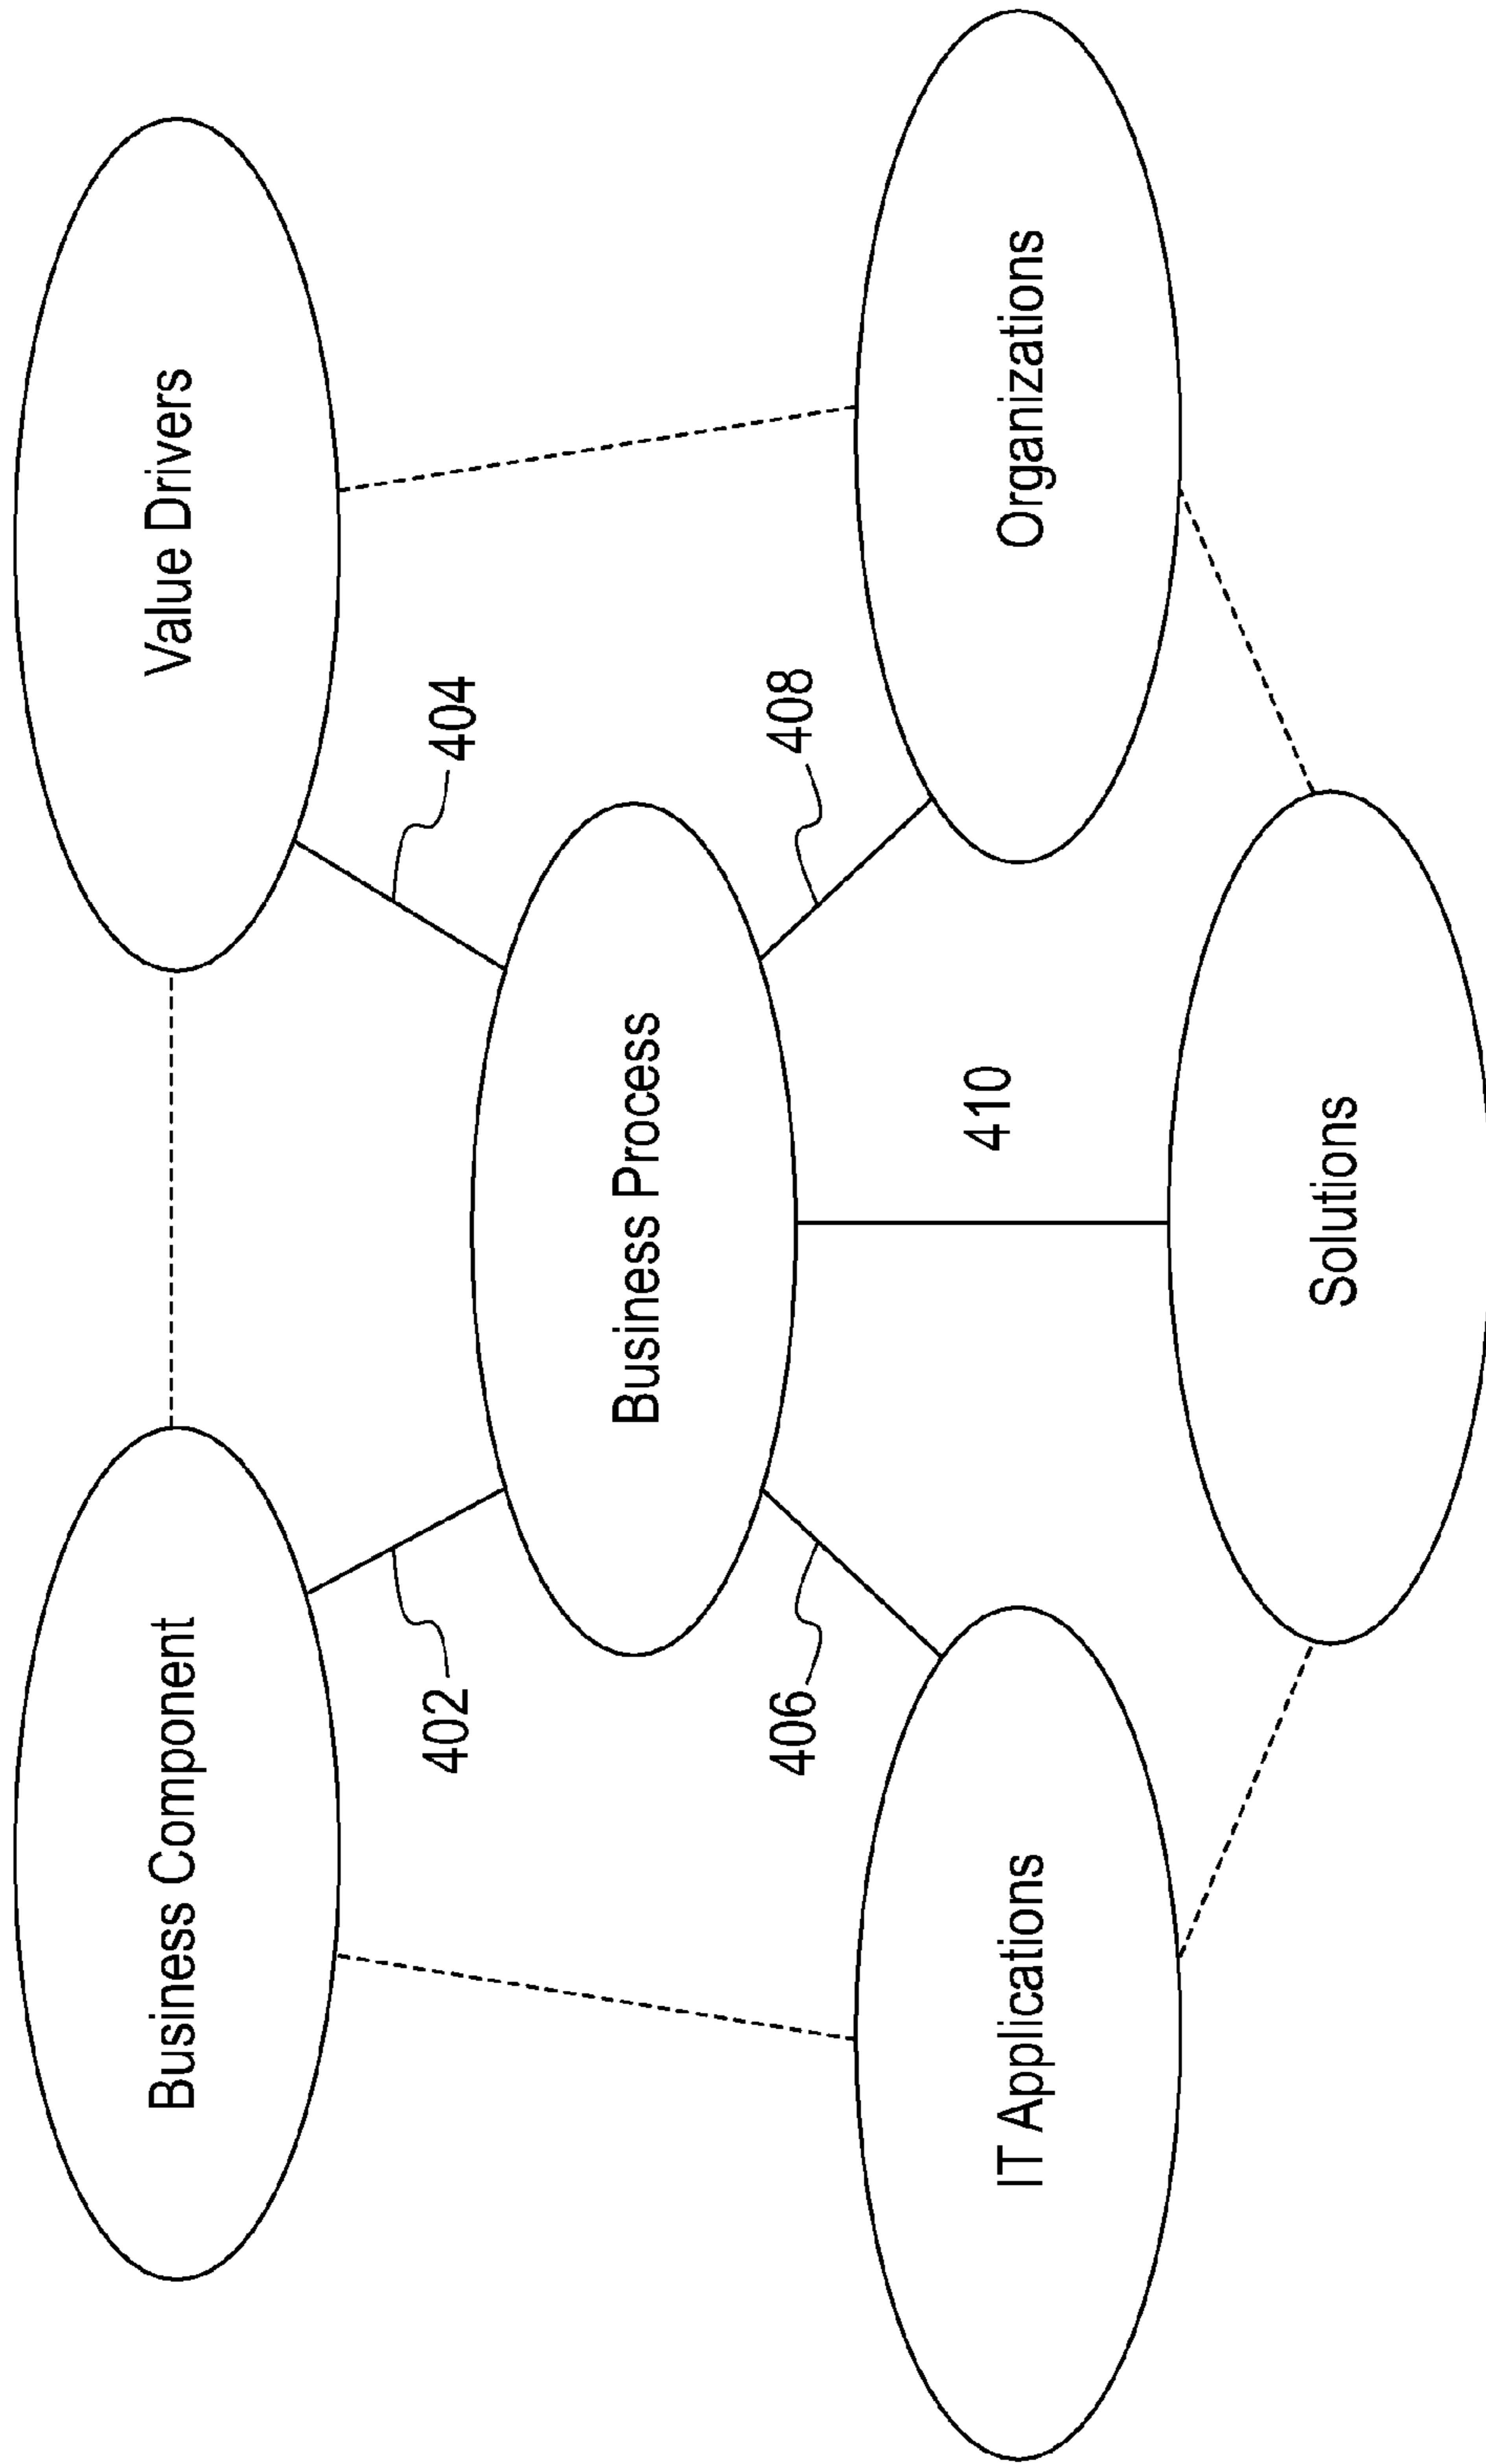 Business Component
Value Drivers
402
404
Business Process
406
408
IT Applications
410
Organizations
Solutions